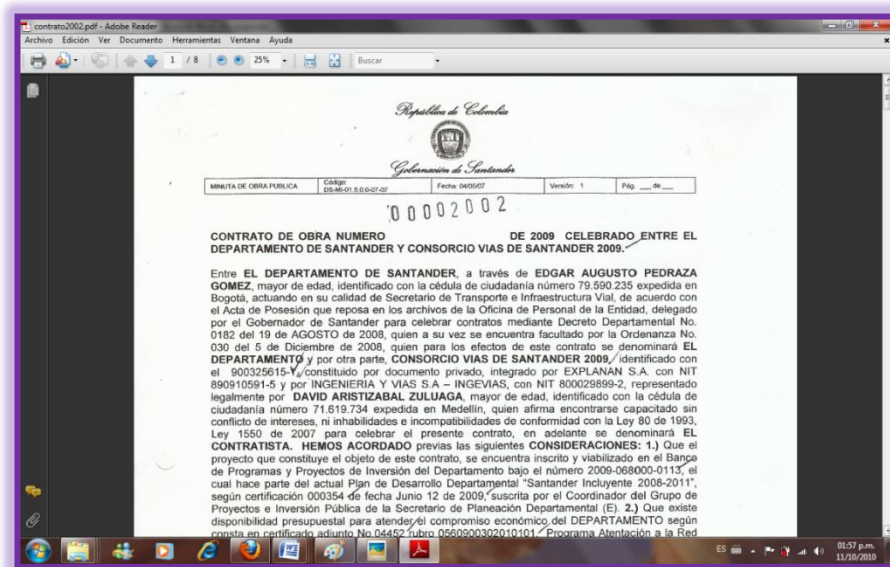 contrato2002.pdf - Adobe Reader
Archivo Edición Ver Documento Herramientas Ventana Ayuda
1 / 8 25% Buscar
República de Colombia
Gobernación de Santander
MINUTA DE OBRA PUBLICA Código: DS-MI-01.5.0.0-07-07 Fecha: 04/05/07 Versión: 1 Pág. ___ de ___
00002002
CONTRATO DE OBRA NUMERO DE 2009 CELEBRADO ENTRE EL
DEPARTAMENTO DE SANTANDER Y CONSORCIO VIAS DE SANTANDER 2009.
Entre EL DEPARTAMENTO DE SANTANDER, a través de EDGAR AUGUSTO PEDRAZA
GOMEZ, mayor de edad, identificado con la cédula de ciudadanía número 79.590.235 expedida en
Bogotá, actuando en su calidad de Secretario de Transporte e Infraestructura Vial, de acuerdo con
el Acta de Posesión que reposa en los archivos de la Oficina de Personal de la Entidad, delegado
por el Gobernador de Santander para celebrar contratos mediante Decreto Departamental No.
0182 del 19 de AGOSTO de 2008, quien a su vez se encuentra facultado por la Ordenanza No.
030 del 5 de Diciembre de 2008, quien para los efectos de este contrato se denominará EL
DEPARTAMENTO y por otra parte, CONSORCIO VIAS DE SANTANDER 2009, identificado con
el 900325615- constituido por documento privado, integrado por EXPLANAN S.A. con NIT
890910591-5 y por INGENIERIA Y VIAS S.A – INGEVIAS, con NIT 800029899-2, representado
legalmente por DAVID ARISTIZABAL ZULUAGA, mayor de edad, identificado con la cédula de
ciudadanía número 71.619.734 expedida en Medellín, quien afirma encontrarse capacitado sin
conflicto de intereses, ni inhabilidades e incompatibilidades de conformidad con la Ley 80 de 1993,
Ley 1550 de 2007 para celebrar el presente contrato, en adelante se denominará EL
CONTRATISTA. HEMOS ACORDADO previas las siguientes CONSIDERACIONES: 1.) Que el
proyecto que constituye el objeto de este contrato, se encuentra inscrito y viabilizado en el Banco
de Programas y Proyectos de Inversión del Departamento bajo el número 2009-068000-0113, el
cual hace parte del actual Plan de Desarrollo Departamental "Santander Incluyente 2008-2011",
según certificación 000354 de fecha Junio 12 de 2009, suscrita por el Coordinador del Grupo de
Proyectos e Inversión Pública de la Secretario de Planeación Departamental (E). 2.) Que existe
disponibilidad presupuestal para atender el compromiso económico del DEPARTAMENTO según
consta en certificado adjunto No.04452 rubro 0560900302010101. Programa Atentación a la Red
ES 01:57 p.m.
11/10/2010